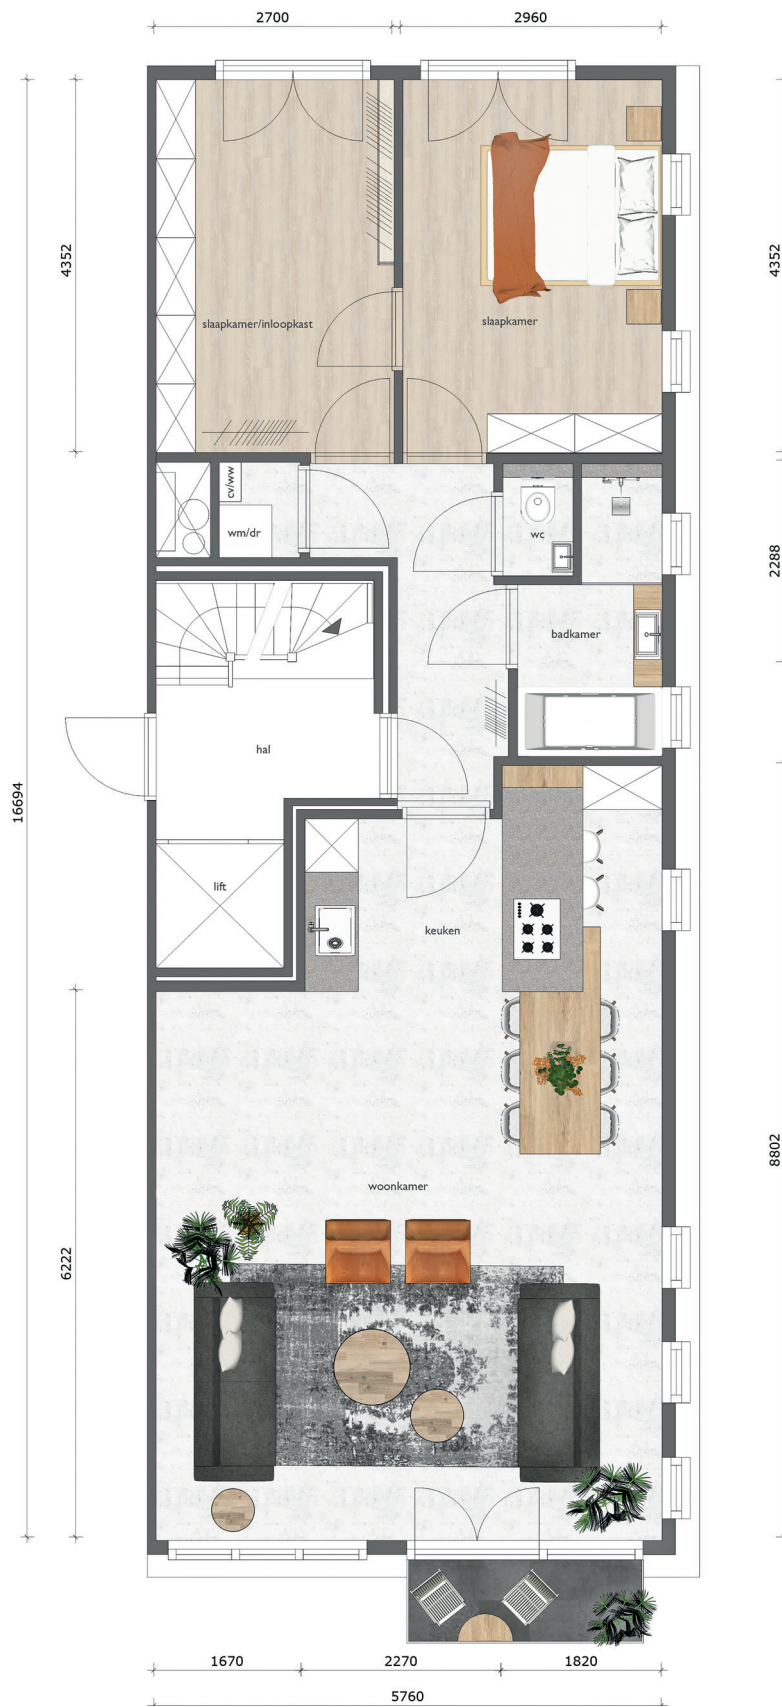 2700
2960
4352
4352
slaapkamer/inloopkast
slaapkamer
cv/ww
wm/dr
wc
2288
badkamer
hal
16694
lift
keuken
8802
woonkamer
6222
1670
2270
1820
5760